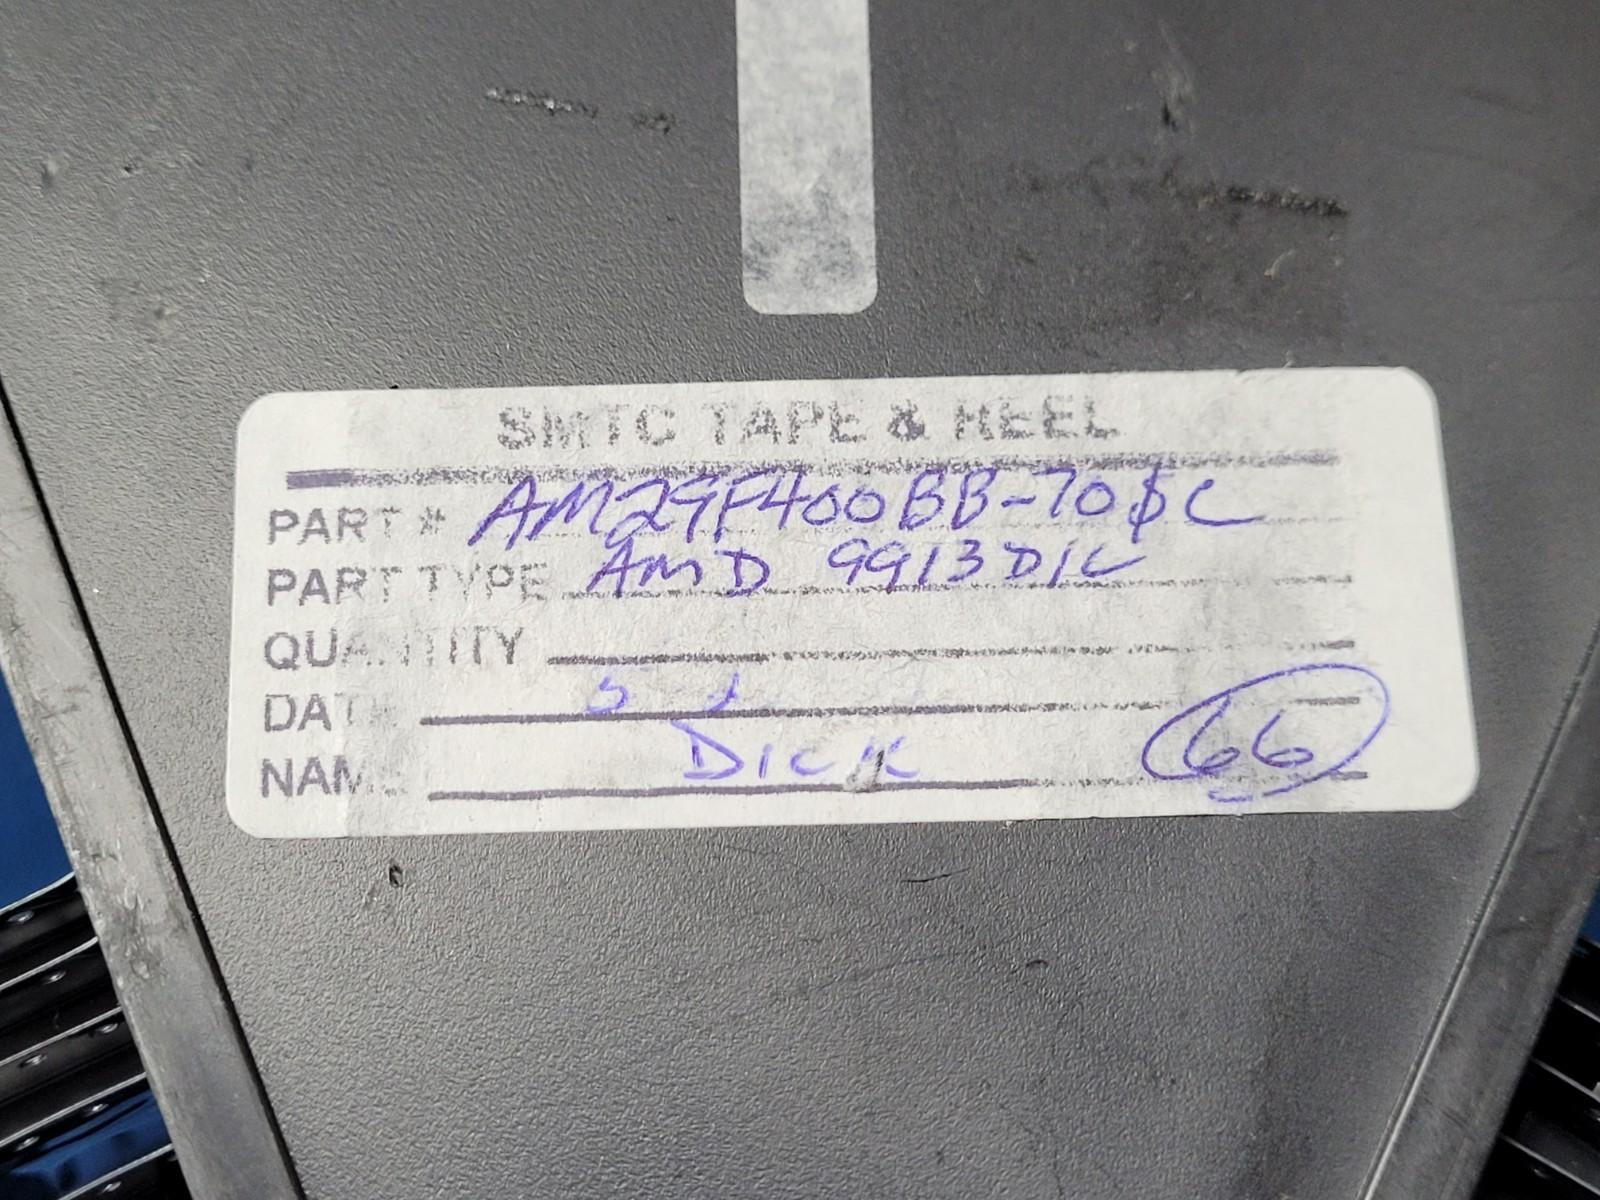 SMTC TAPE & REEL
PART # AM29F400BB-70$C
PART TYPE AMD 9913DIC
QUANTITY
DATE
NAME DICK 66